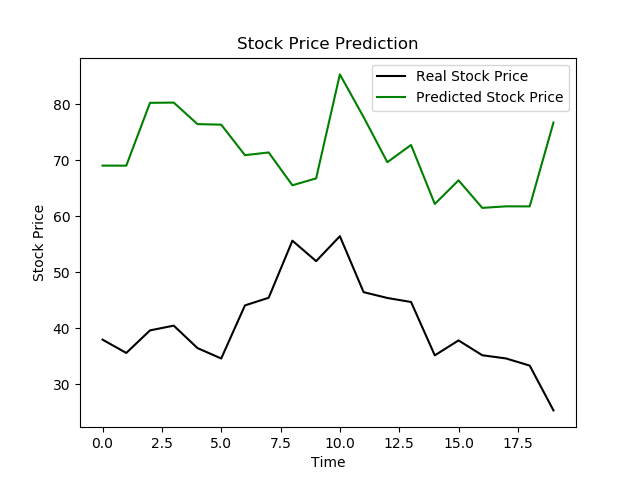 Stock Price Prediction
Real Stock Price
Predicted Stock Price
Stock Price
80
70
60
50
40
30
0.0 2.5 5.0 7.5 10.0 12.5 15.0 17.5
Time